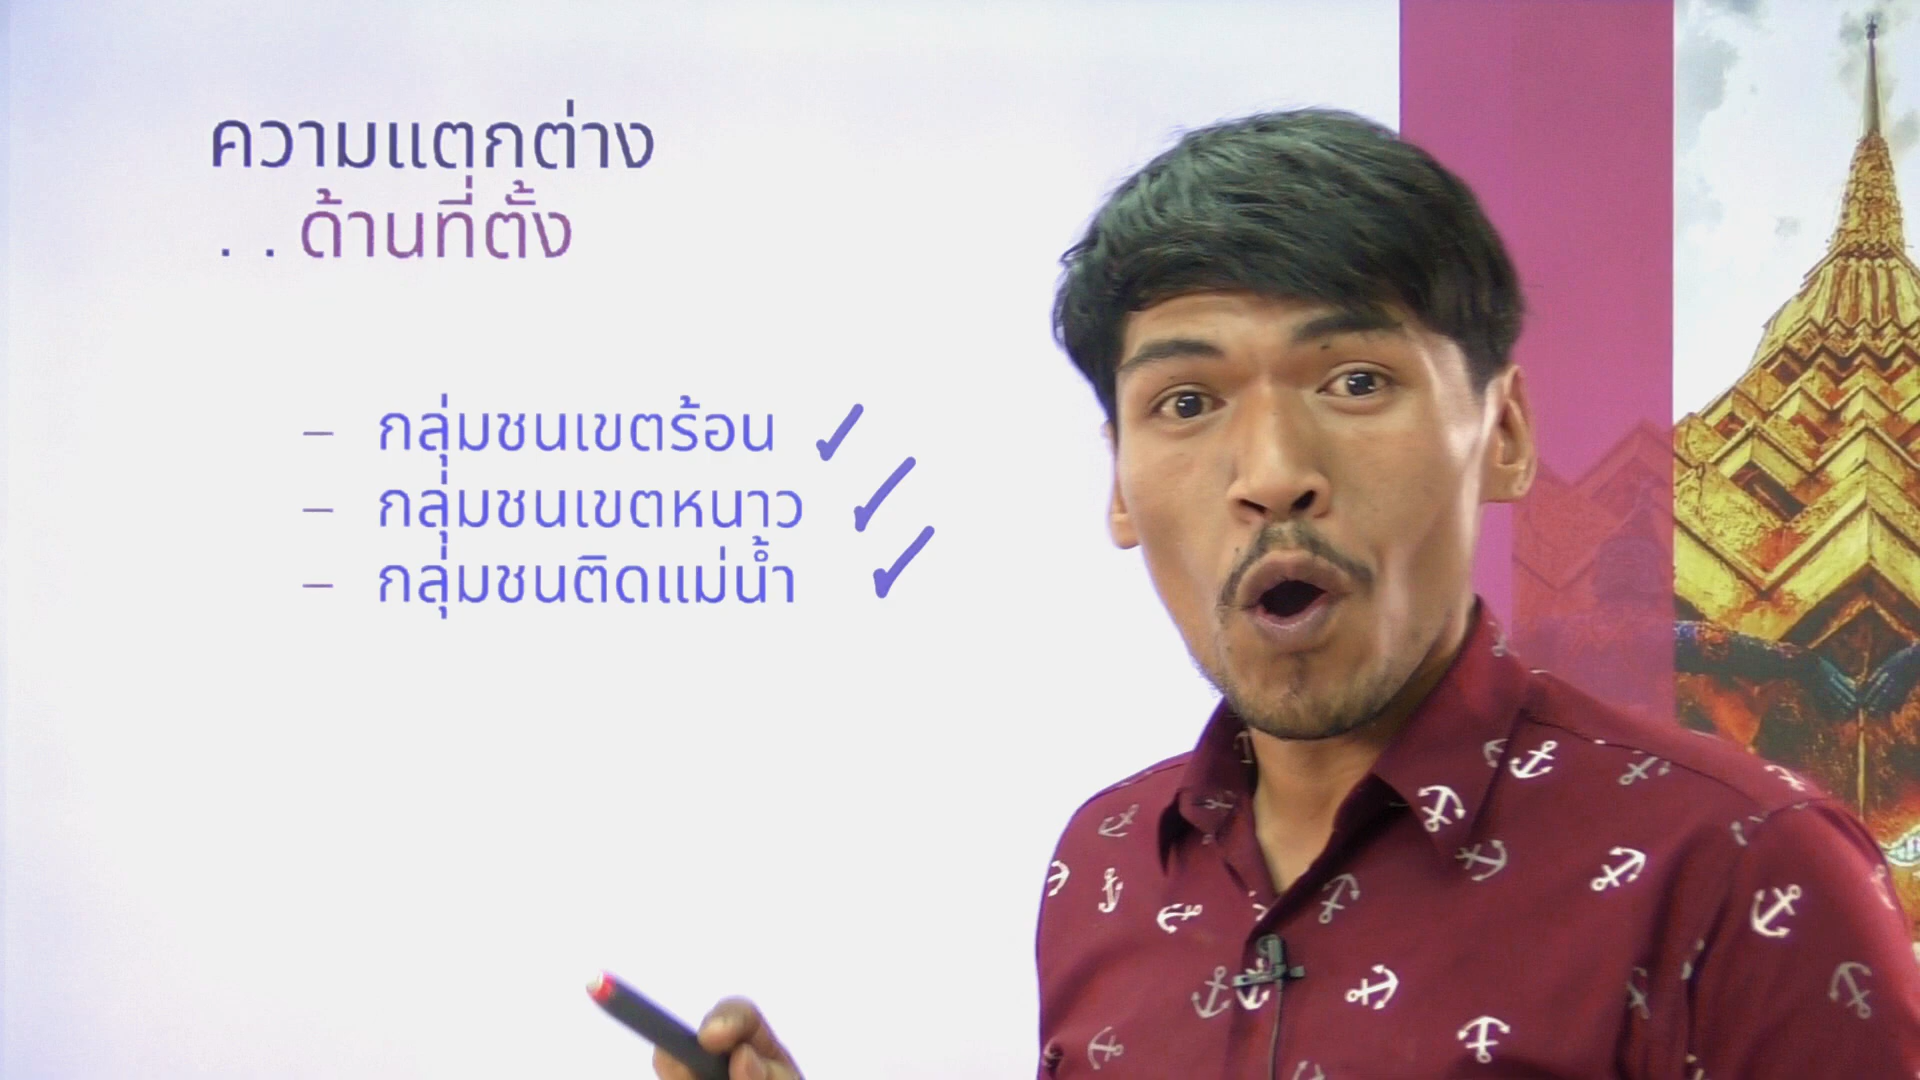 ความแตกต่าง
. . ด้านที่ตั้ง
– กลุ่มชนเขตร้อน
– กลุ่มชนเขตหนาว
– กลุ่มชนติดแม่น้ำ